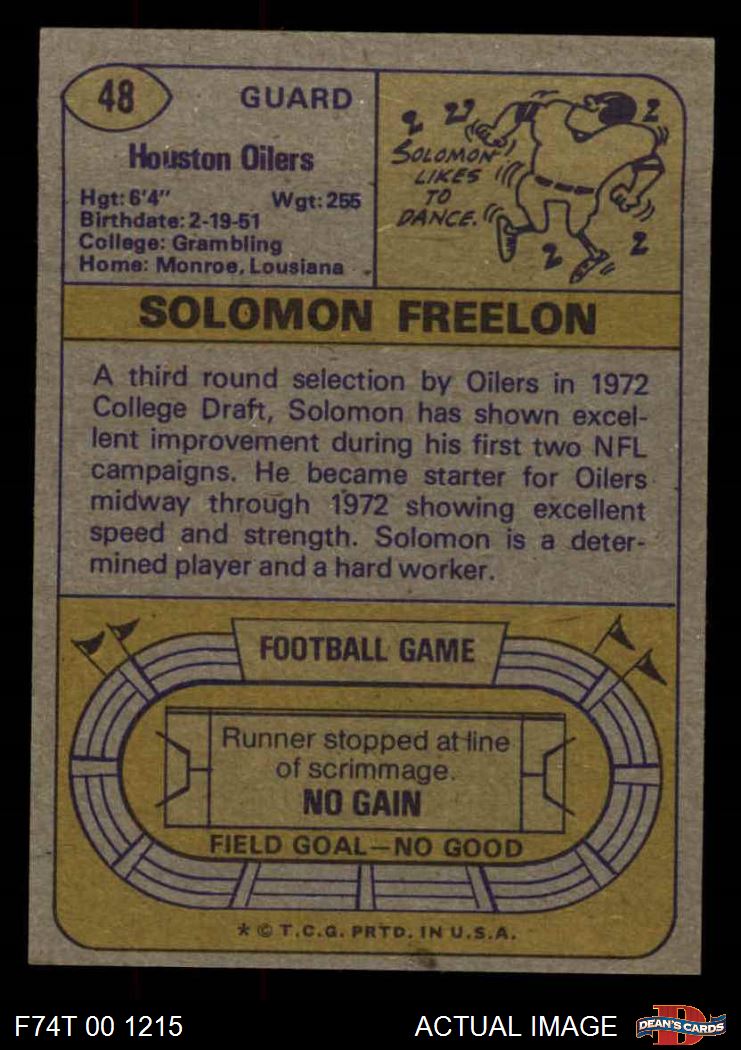 48
GUARD
Houston Oilers
Hgt: 6'4" Wgt: 255
Birthdate: 2-19-51
College: Grambling
Home: Monroe, Lousiana
SOLOMON
LIKES
TO
DANCE.
SOLOMON FREELON
A third round selection by Oilers in 1972
College Draft, Solomon has shown excel-
lent improvement during his first two NFL
campaigns. He became starter for Oilers
midway through 1972 showing excellent
speed and strength. Solomon is a deter-
mined player and a hard worker.
FOOTBALL GAME
Runner stopped at line
of scrimmage.
NO GAIN
FIELD GOAL—NO GOOD
* © T.C.G. PRTD. IN U.S.A.
F74T 00 1215
ACTUAL IMAGE
D
DEAN'S CARDS